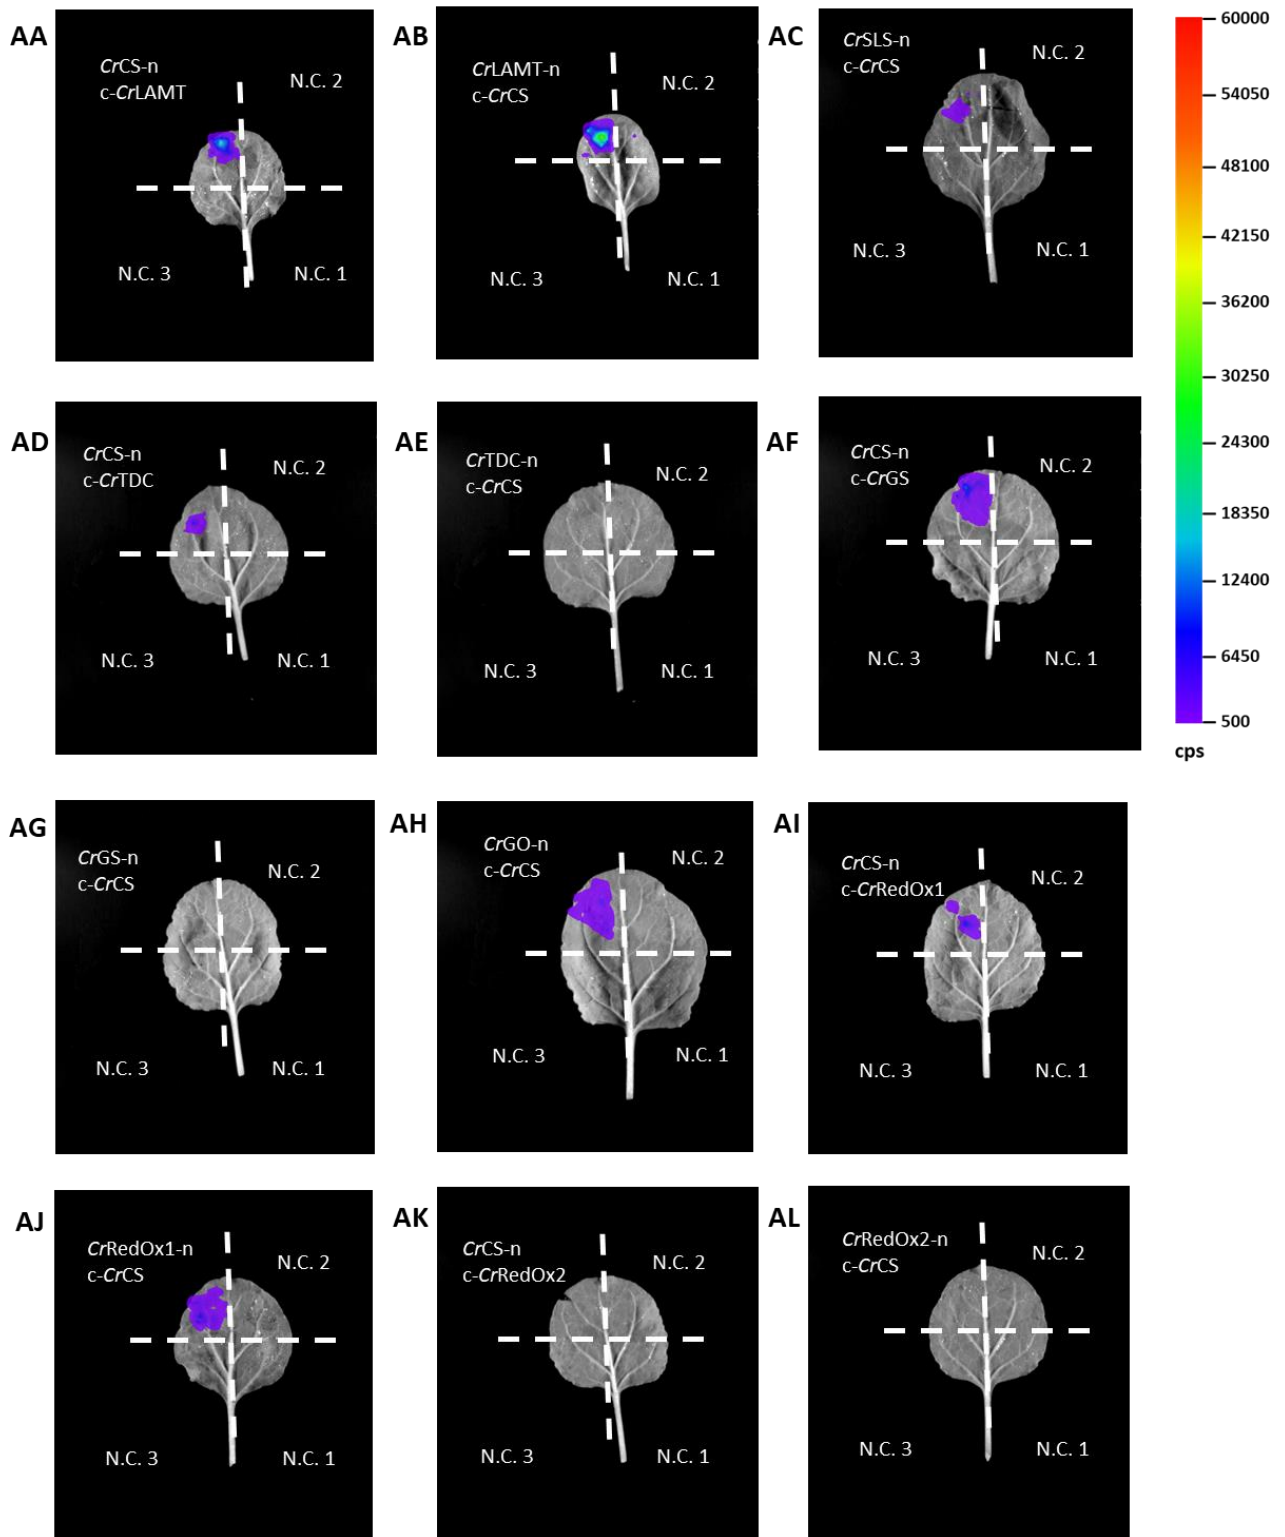 AA
CrCS-n
c-CrLAMT
N.C. 2
N.C. 3
N.C. 1
AB
CrLAMT-n
c-CrCS
N.C. 2
N.C. 3
N.C. 1
AC
CrSLS-n
c-CrCS
N.C. 2
N.C. 3
N.C. 1
60000
54050
48100
42150
36200
30250
24300
18350
12400
6450
500
cps
AD
CrCS-n
c-CrTDC
N.C. 2
N.C. 3
N.C. 1
AE
CrTDC-n
c-CrCS
N.C. 2
N.C. 3
N.C. 1
AF
CrCS-n
c-CrGS
N.C. 2
N.C. 3
N.C. 1
AG
CrGS-n
c-CrCS
N.C. 2
N.C. 3
N.C. 1
AH
CrGO-n
c-CrCS
N.C. 2
N.C. 3
N.C. 1
AI
CrCS-n
c-CrRedOx1
N.C. 2
N.C. 3
N.C. 1
AJ
CrRedOx1-n
c-CrCS
N.C. 2
N.C. 3
N.C. 1
AK
CrCS-n
c-CrRedOx2
N.C. 2
N.C. 3
N.C. 1
AL
CrRedOx2-n
c-CrCS
N.C. 2
N.C. 3
N.C. 1